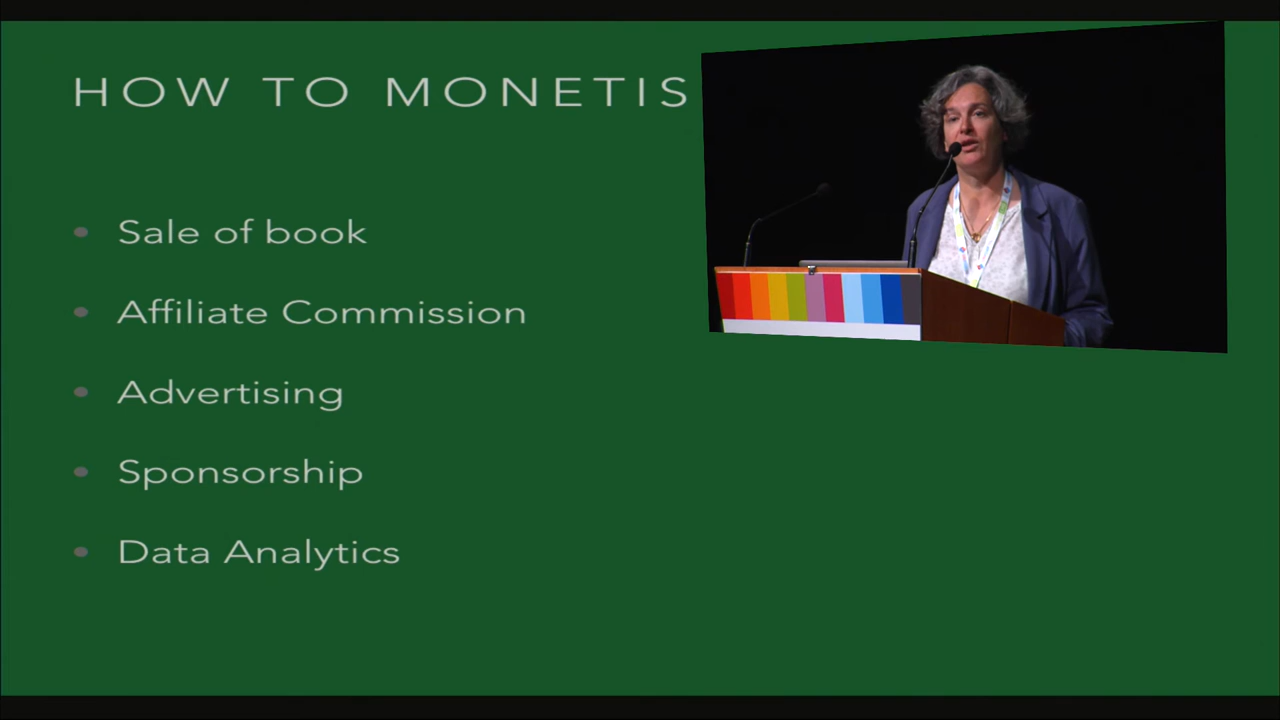 HOW TO MONETIS
Sale of book
Affiliate Commission
Advertising
Sponsorship
Data Analytics